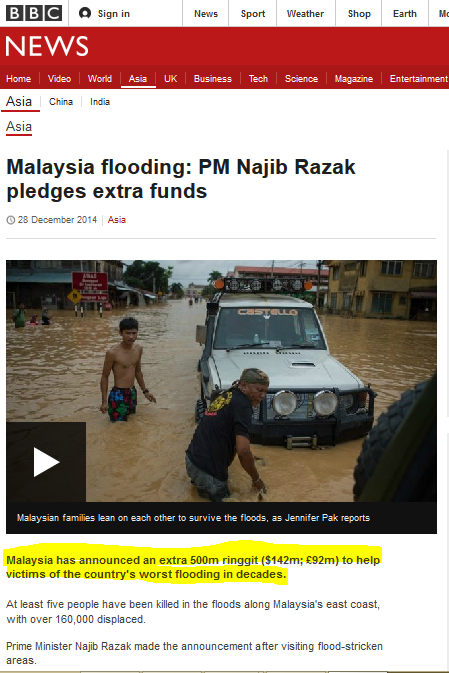 BBC Sign in News Sport Weather Shop Earth
NEWS
Home Video World Asia UK Business Tech Science Magazine Entertainment
Asia China India
Asia
Malaysia flooding: PM Najib Razak
pledges extra funds
28 December 2014 Asia
CASTELLO
Malaysian families lean on each other to survive the floods, as Jennifer Pak reports
Malaysia has announced an extra 500m ringgit ($142m; £92m) to help
victims of the country's worst flooding in decades.
At least five people have been killed in the floods along Malaysia's east coast,
with over 160,000 displaced.
Prime Minister Najib Razak made the announcement after visiting flood-stricken
areas.